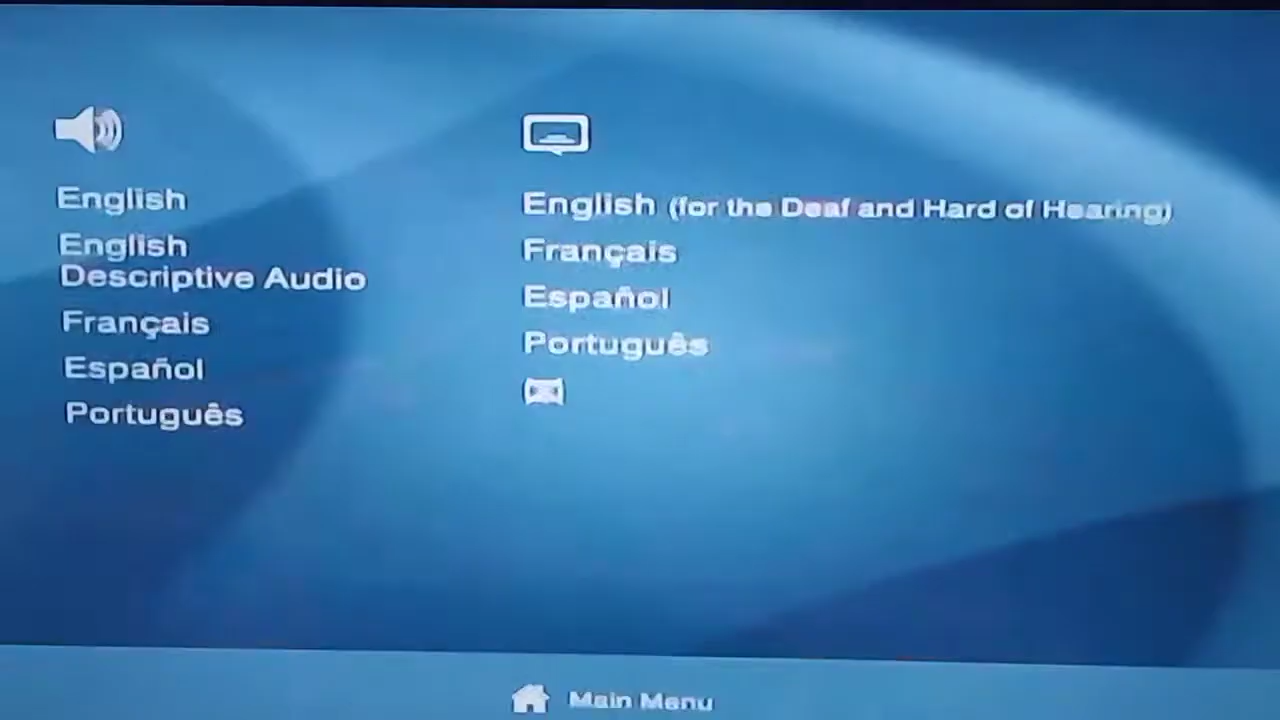 English
English
Descriptive Audio
Français
Español
Português
English (for the Deaf and Hard of Hearing)
Français
Español
Português
Main Menu